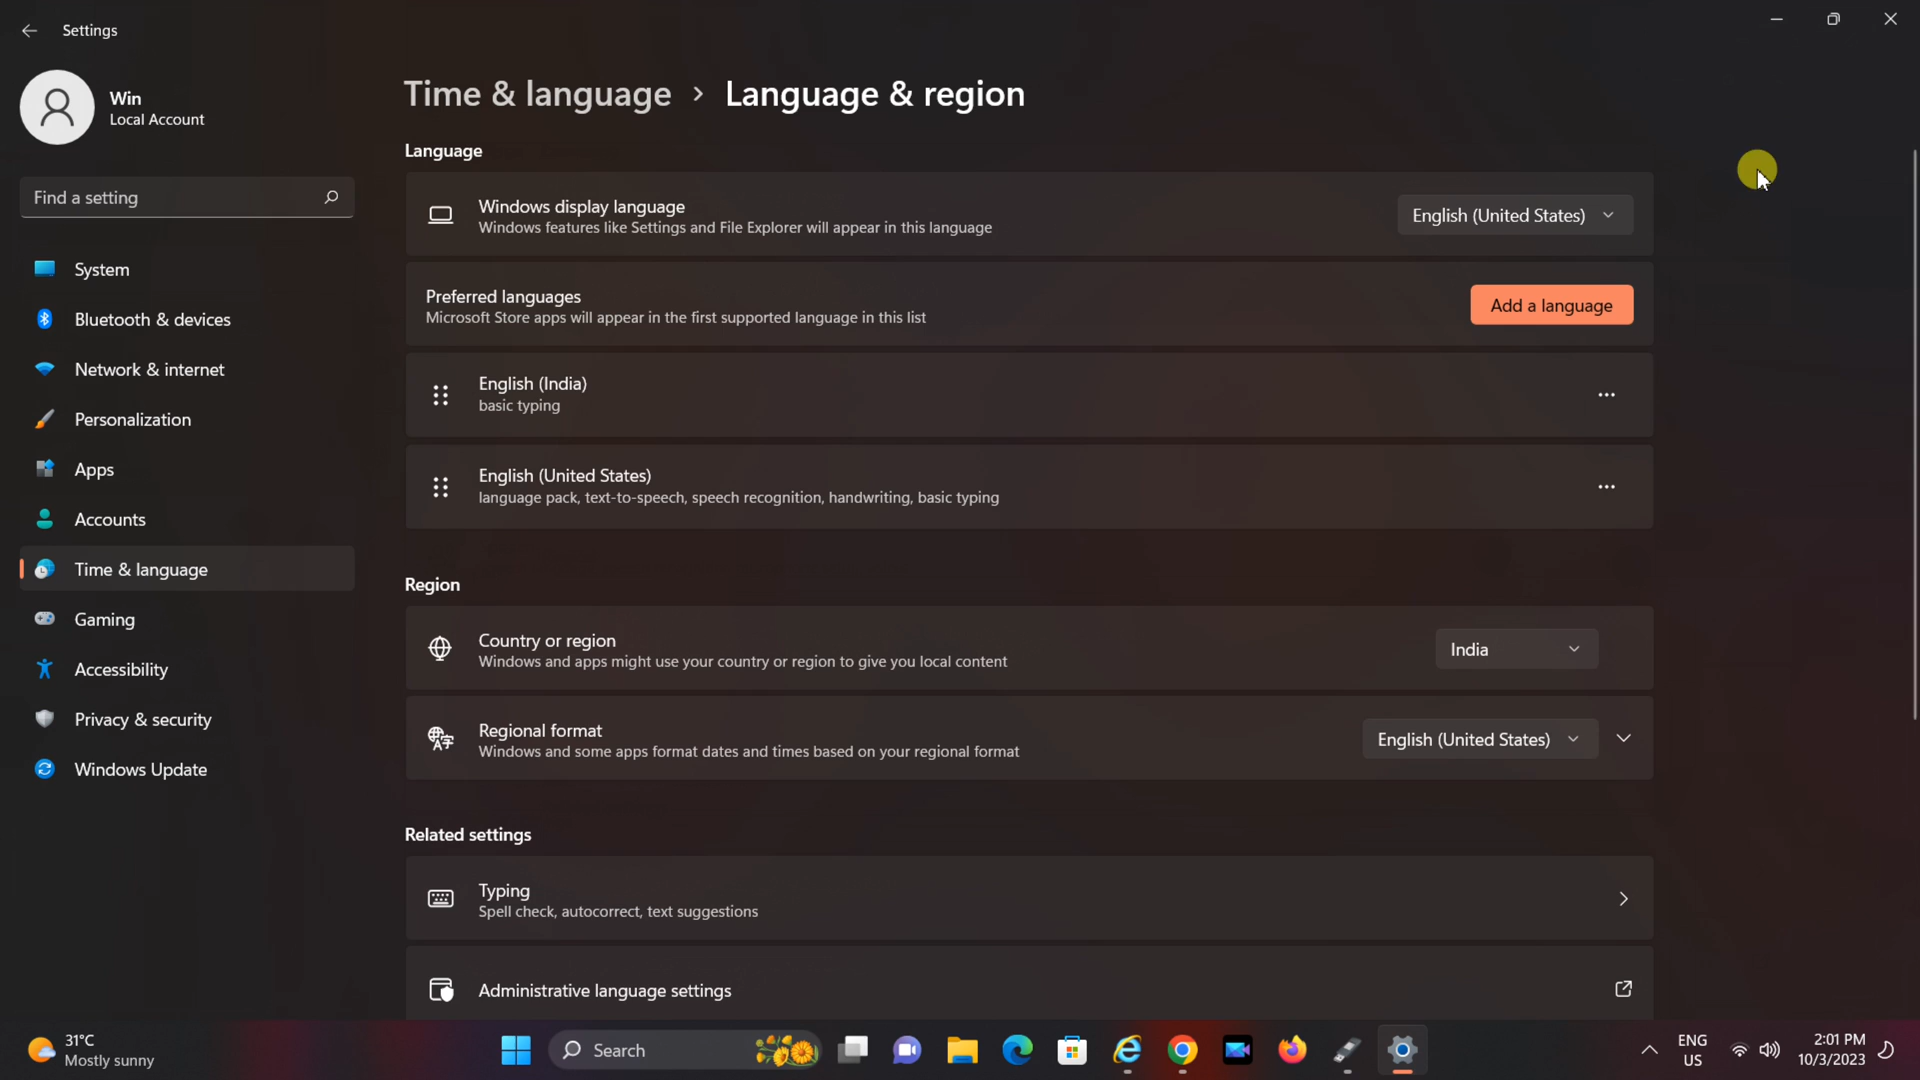 Settings
Win
Local Account
Find a setting
System
Bluetooth & devices
Network & internet
Personalization
Apps
Accounts
Time & language
Gaming
Accessibility
Privacy & security
Windows Update
Time & language > Language & region
Language
Windows display language
Windows features like Settings and File Explorer will appear in this language
English (United States)
Preferred languages
Microsoft Store apps will appear in the first supported language in this list
Add a language
English (India)
basic typing
English (United States)
language pack, text-to-speech, speech recognition, handwriting, basic typing
Region
Country or region
Windows and apps might use your country or region to give you local content
India
Regional format
Windows and some apps format dates and times based on your regional format
English (United States)
Related settings
Typing
Spell check, autocorrect, text suggestions
Administrative language settings
31°C
Mostly sunny
Search
ENG
US
2:01 PM
10/3/2023